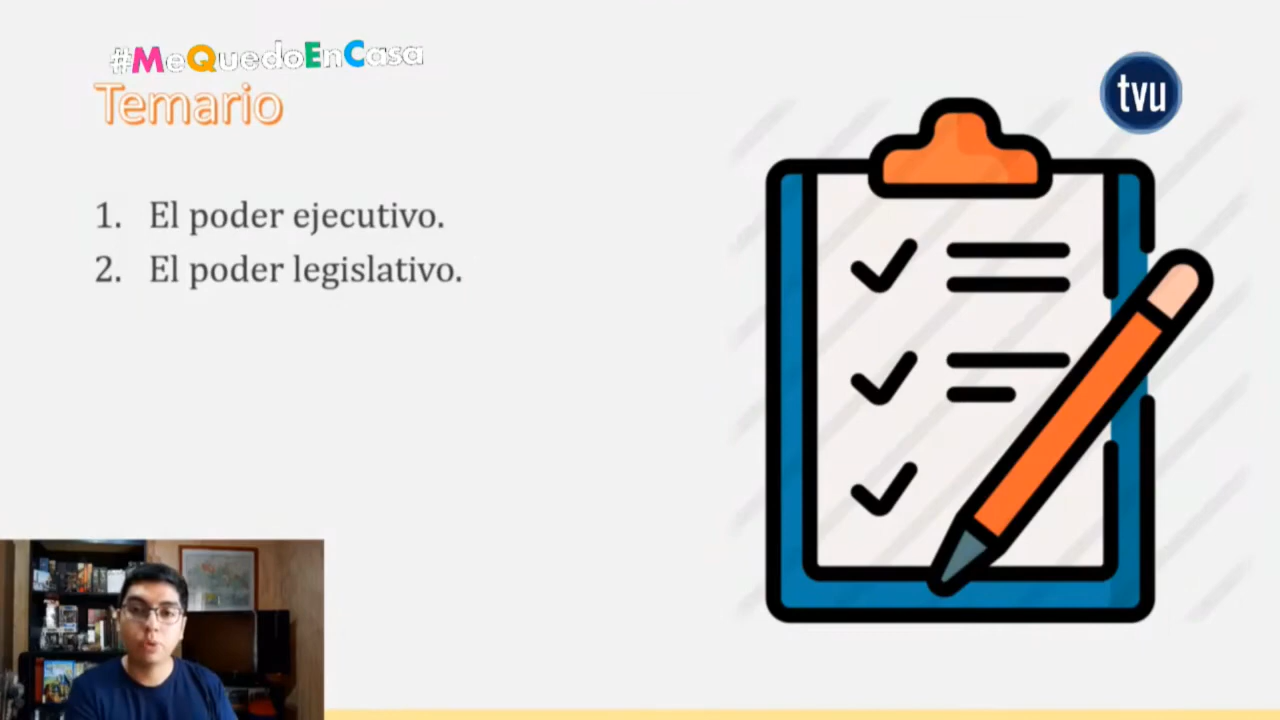 #MeQuedoEnCasa
Temario
tvu
1. El poder ejecutivo.
2. El poder legislativo.